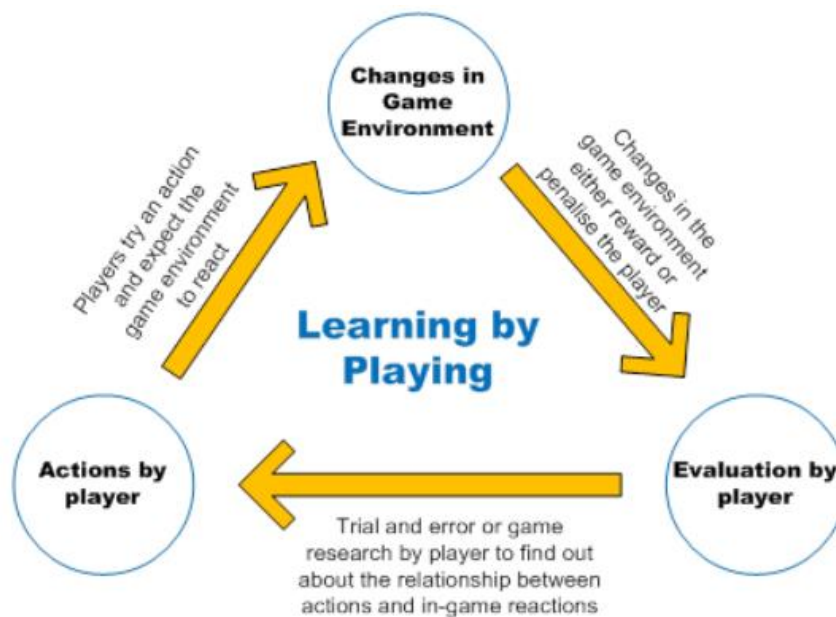 Changes in
Game
Environment
Players try an action
and expect the
game environment
to react
Changes in the
game environment
either reward or
penalise the player
Learning by
Playing
Actions by
player
Evaluation by
player
Trial and error or game
research by player to find out
about the relationship between
actions and in-game reactions